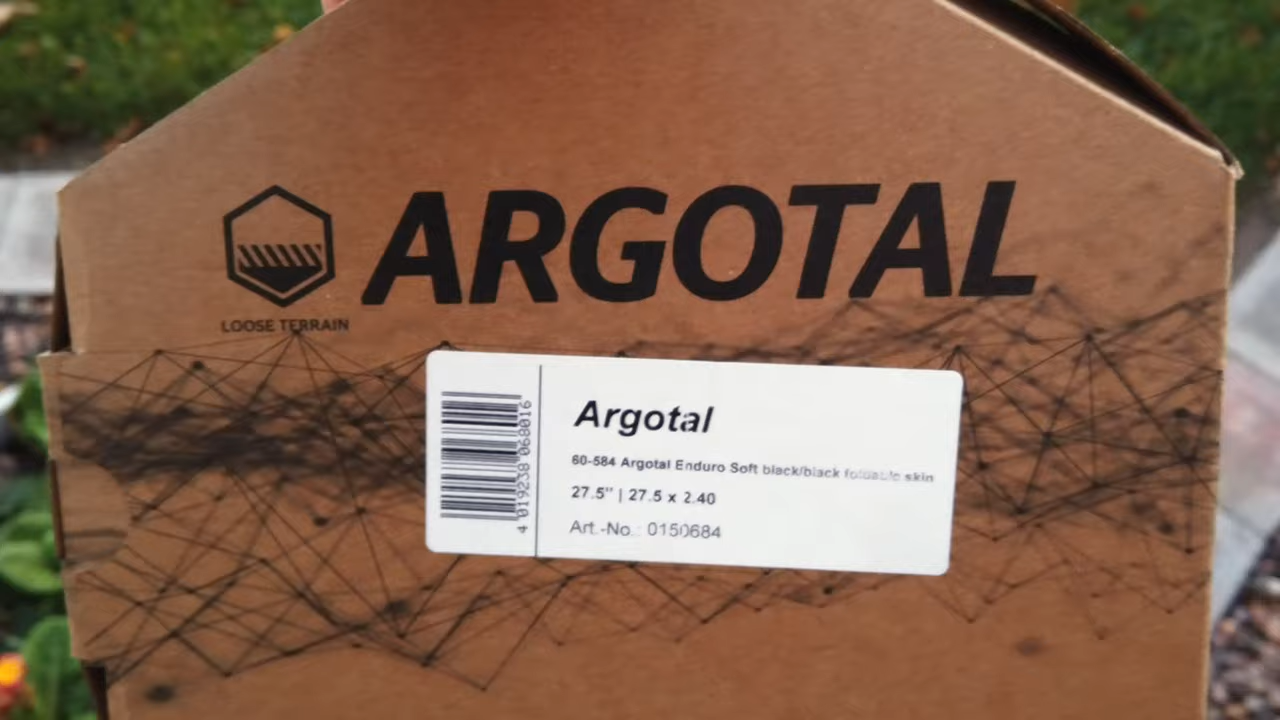 ARGOTAL
LOOSE TERRAIN
Argotal
60-584 Argotal Enduro Soft black/black foldable skin
27.5" | 27.5 x 2.40
Art.-No.: 0150684
4 019238 068016